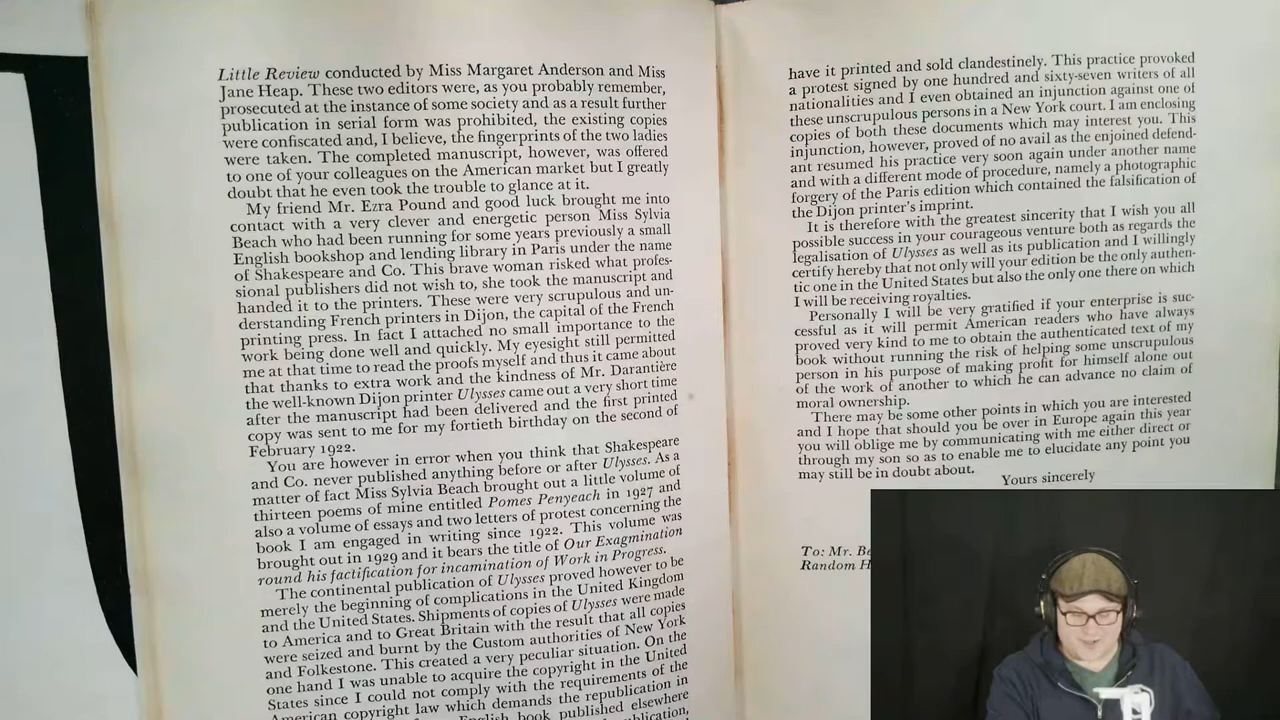 Little Review conducted by Miss Margaret Anderson and Miss
Jane Heap. These two editors were, as you probably remember,
prosecuted at the instance of some society and as a result further
publication in serial form was prohibited, the existing copies
were confiscated and, I believe, the fingerprints of the two ladies
were taken. The completed manuscript, however, was offered
to one of your colleagues on the American market but I greatly
doubt that he even took the trouble to glance at it.
My friend Mr. Ezra Pound and good luck brought me into
contact with a very clever and energetic person Miss Sylvia
Beach who had been running for some years previously a small
English bookshop and lending library in Paris under the name
of Shakespeare and Co. This brave woman risked what profes-
sional publishers did not wish to, she took the manuscript and
handed it to the printers. These were very scrupulous and un-
derstanding French printers in Dijon, the capital of the French
printing press. In fact I attached no small importance to the
work being done well and quickly. My eyesight still permitted
me at that time to read the proofs myself and thus it came about
that thanks to extra work and the kindness of Mr. Darantière
the well-known Dijon printer Ulysses came out a very short time
after the manuscript had been delivered and the first printed
copy was sent to me for my fortieth birthday on the second of
February 1922.
You are however in error when you think that Shakespeare
and Co. never published anything before or after Ulysses. As a
matter of fact Miss Sylvia Beach brought out a little volume of
thirteen poems of mine entitled Pomes Penyeach in 1927 and
also a volume of essays and two letters of protest concerning the
book I am engaged in writing since 1922. This volume was
brought out in 1929 and it bears the title of Our Exagmination
round his factification for incamination of Work in Progress.
The continental publication of Ulysses proved however to be
merely the beginning of complications in the United Kingdom
and the United States. Shipments of copies of Ulysses were made
to America and to Great Britain with the result that all copies
were seized and burnt by the Custom authorities of New York
and Folkestone. This created a very peculiar situation. On the
one hand I was unable to acquire the copyright in the United
States since I could not comply with the requirements of the
American copyright law which demands the republication in
English book published elsewhere
have it printed and sold clandestinely. This practice provoked
a protest signed by one hundred and sixty-seven writers of all
nationalities and I even obtained an injunction against one of
these unscrupulous persons in a New York court. I am enclosing
copies of both these documents which may interest you. This
injunction, however, proved of no avail as the enjoined defend-
ant resumed his practice very soon again under another name
and with a different mode of procedure, namely a photographic
forgery of the Paris edition which contained the falsification of
the Dijon printer's imprint.
It is therefore with the greatest sincerity that I wish you all
possible success in your courageous venture both as regards the
legalisation of Ulysses as well as its publication and I willingly
certify hereby that not only will your edition be the only authen-
tic one in the United States but also the only one there on which
I will be receiving royalties.
Personally I will be very gratified if your enterprise is suc-
cessful as it will permit American readers who have always
proved very kind to me to obtain the authenticated text of my
book without running the risk of helping some unscrupulous
person in his purpose of making profit for himself alone out
of the work of another to which he can advance no claim of
moral ownership.
There may be some other points in which you are interested
and I hope that should you be over in Europe again this year
you will oblige me by communicating with me either direct or
through my son so as to enable me to elucidate any point you
may still be in doubt about.
Yours sincerely
To: Mr. Be
Random H